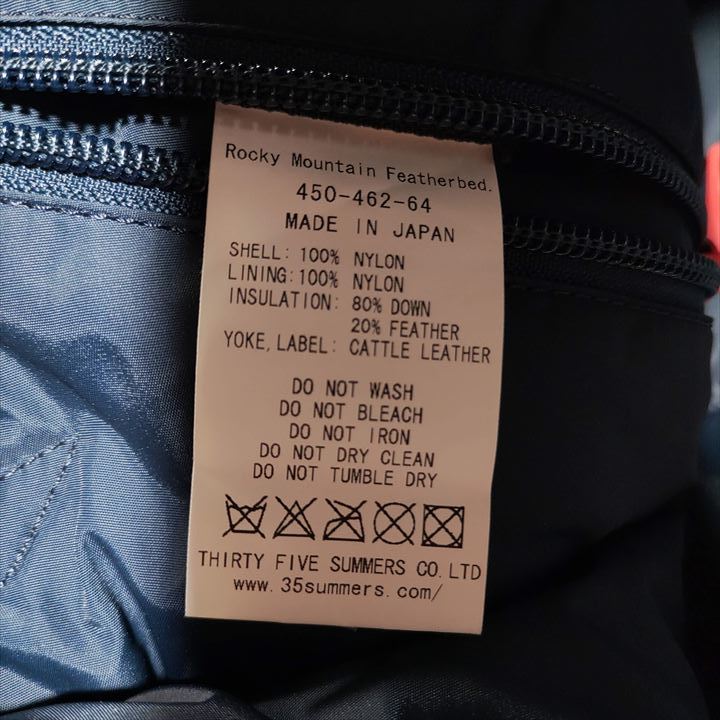 Rocky Mountain Featherbed.
450-462-64
MADE IN JAPAN
SHELL: 100% NYLON
LINING:100% NYLON
INSULATION: 80% DOWN
20% FEATHER
YOKE, LABEL: CATTLE LEATHER
DO NOT WASH
DO NOT BLEACH
DO NOT IRON
DO NOT DRY CLEAN
DO NOT TUMBLE DRY
THIRTY FIVE SUMMERS CO. LTD
www. 35summers. com/